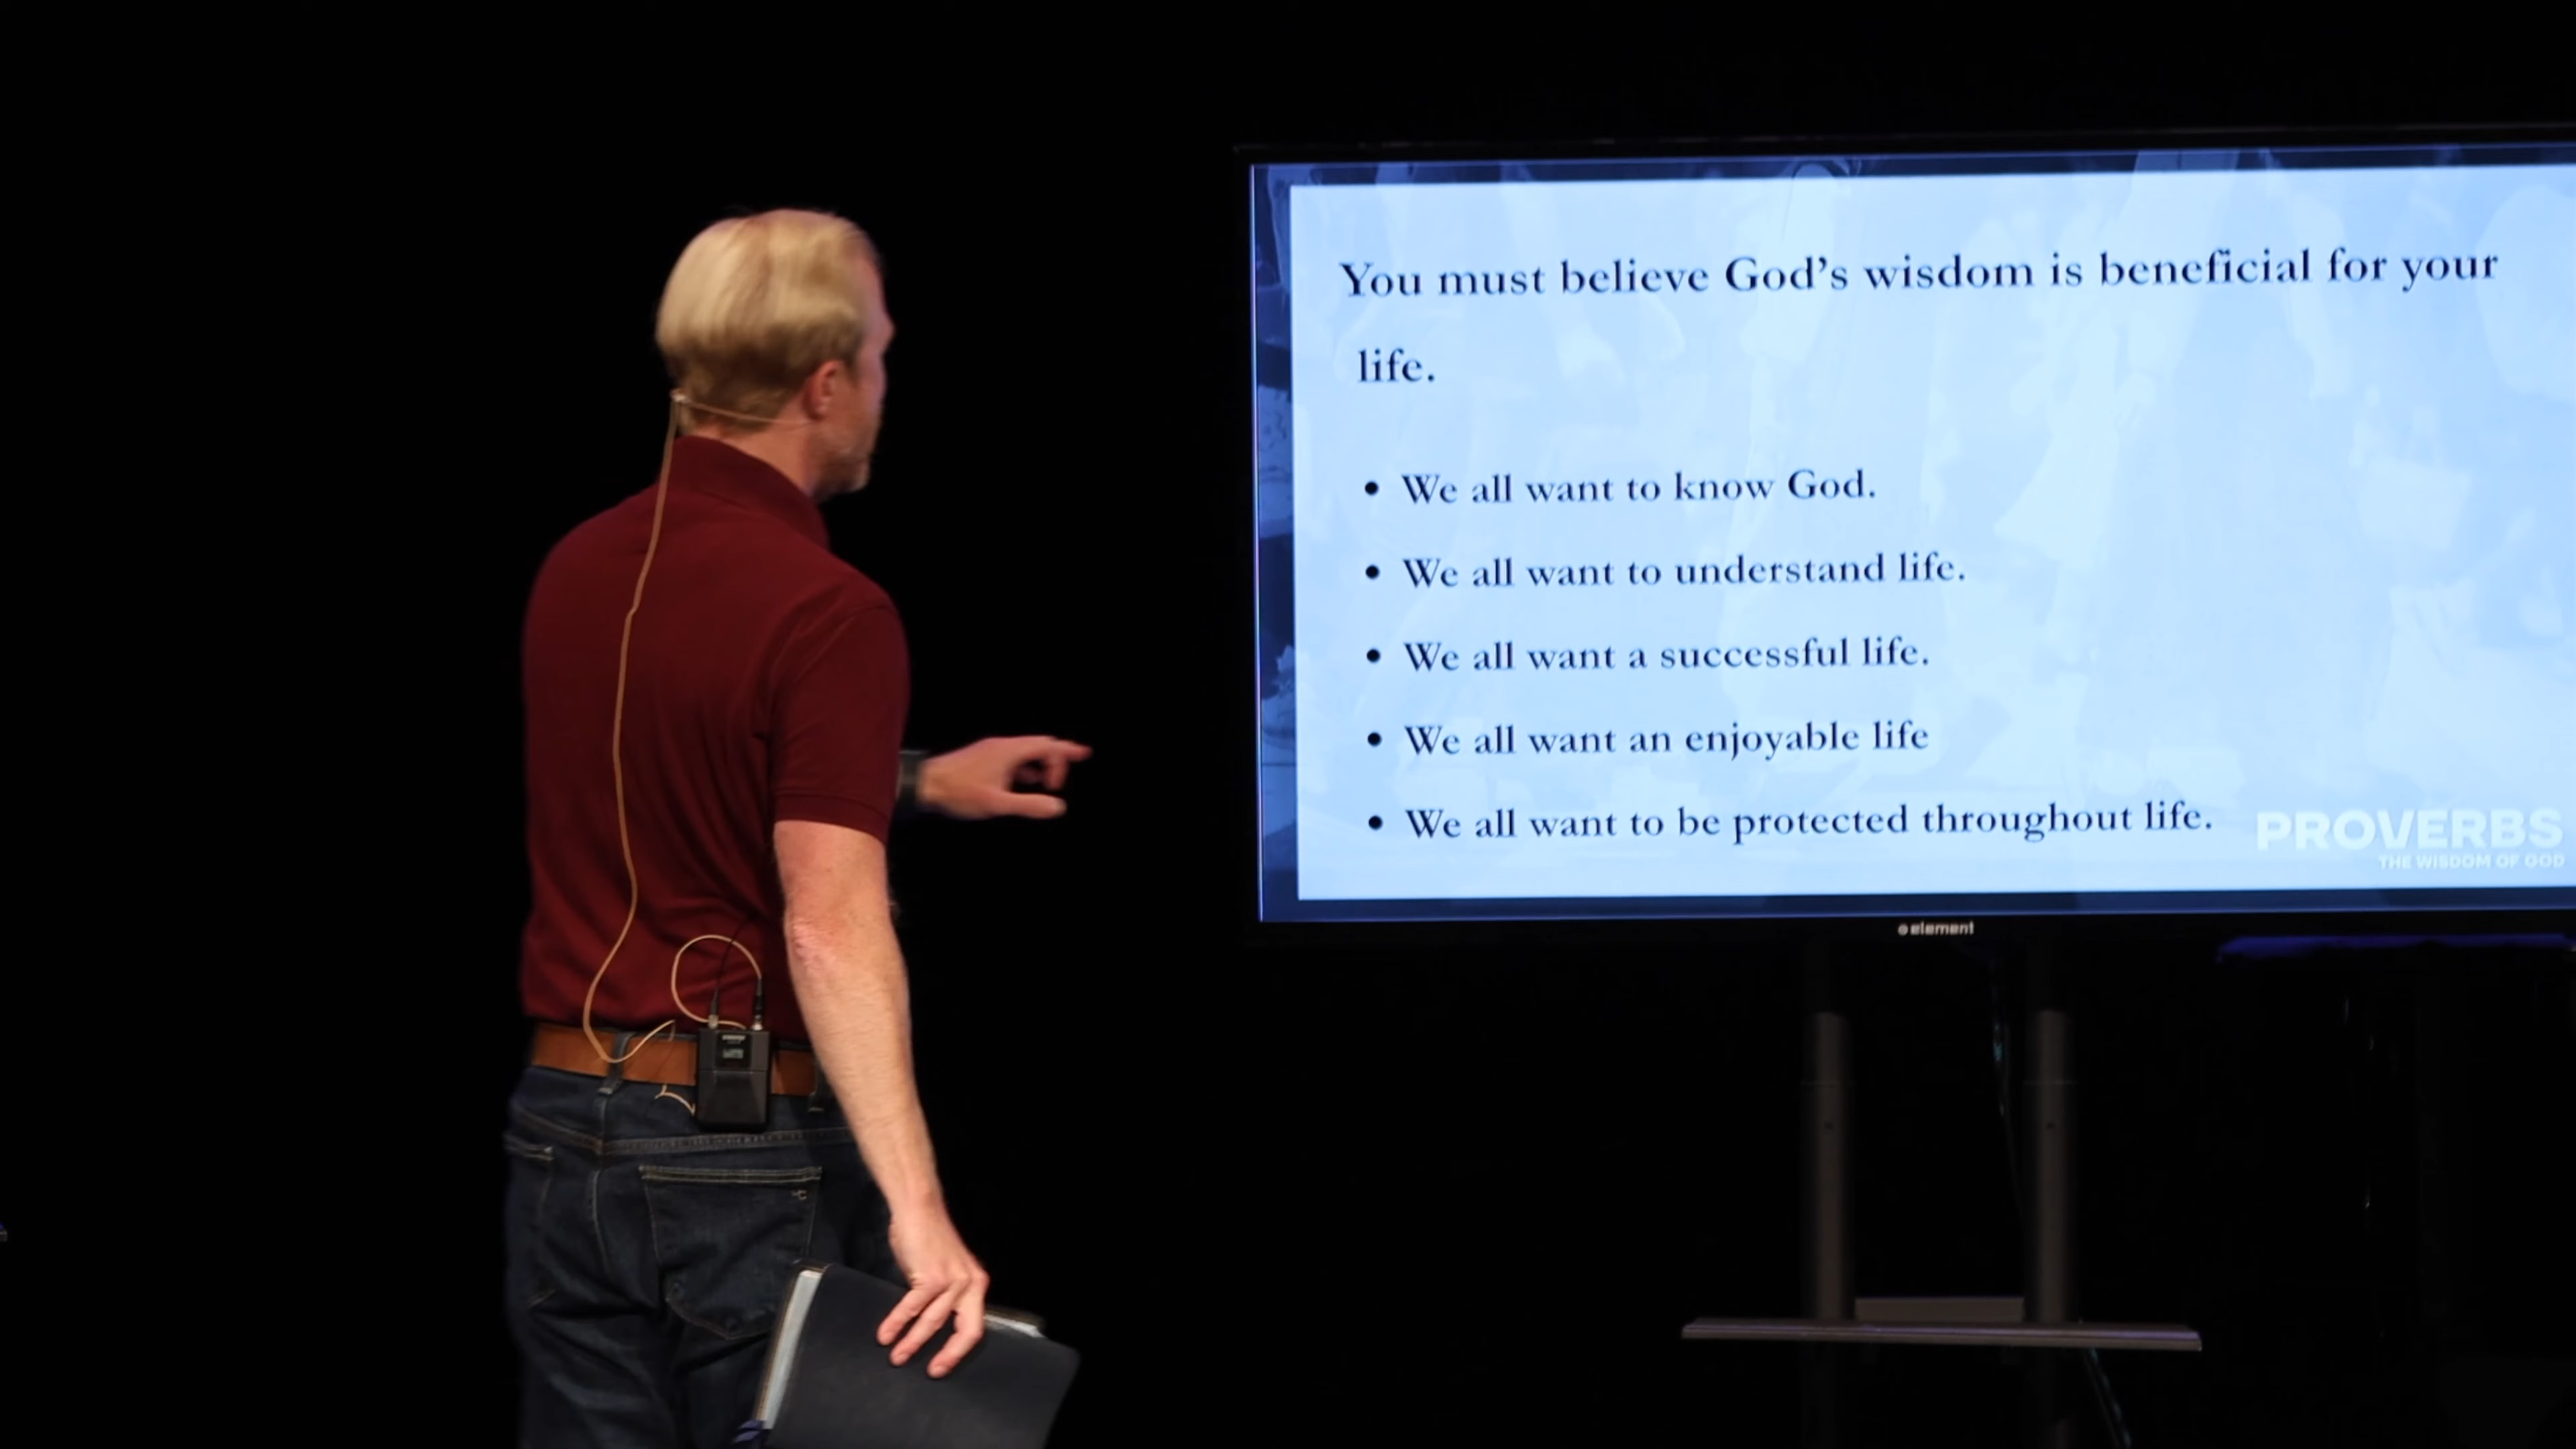 You must believe God's wisdom is beneficial for your
life.
• We all want to know God.
• We all want to understand life.
• We all want a successful life.
• We all want an enjoyable life
• We all want to be protected throughout life.
PROVERBS
THE WISDOM OF GOD
element